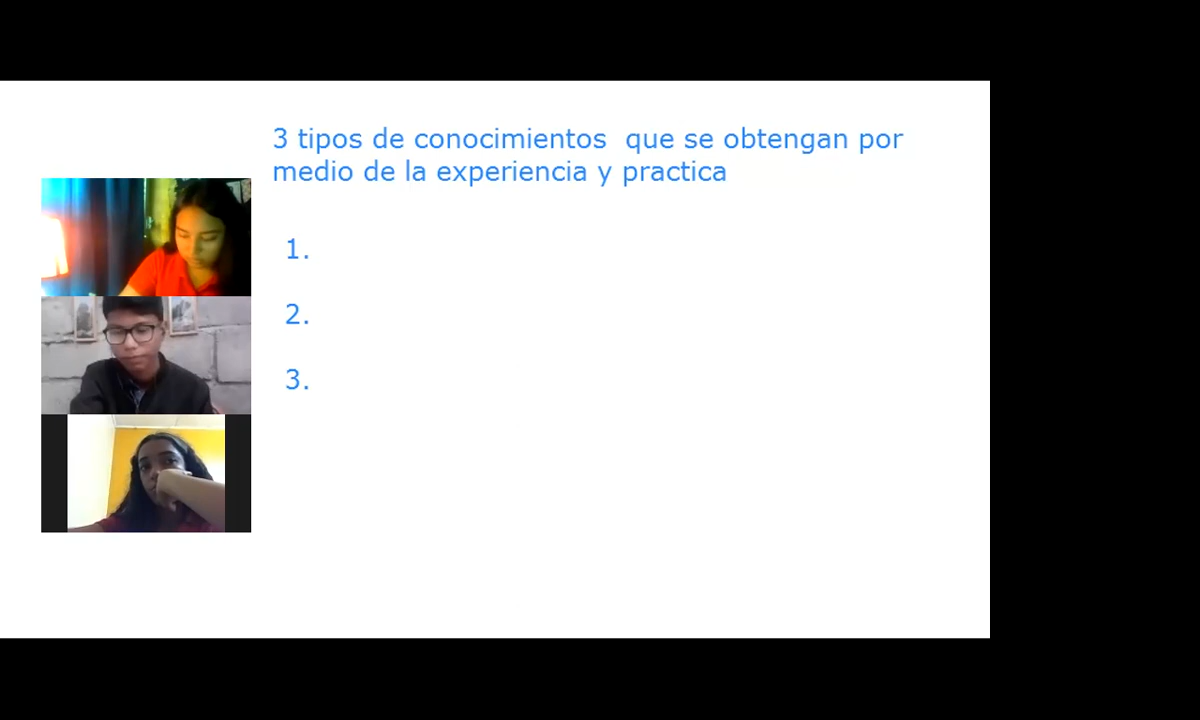 3 tipos de conocimientos  que se obtengan por
medio de la experiencia y practica
1.
2.
3.